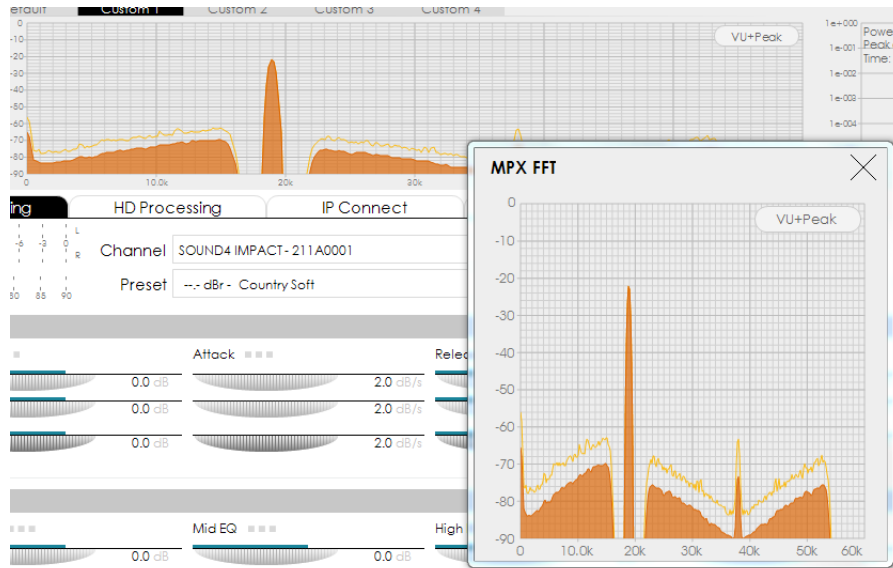 Custom 1 Custom 2 Custom 3 Custom 4
0
-10
-20
-30
-40
-50
-60
-70
-80
-90
0 10.0k 20k 30k
VU+Peak
1e+000
1e-001
1e-002
1e-003
1e-004
Peak
Time:
HD Processing IP Connect
-6 -3 0 L
R
80 85 90
Channel SOUND4 IMPACT - 211A0001
Preset --.- dBr - Country Soft
Attack
0.0 dB 2.0 dB/s
0.0 dB 2.0 dB/s
0.0 dB 2.0 dB/s
Mid EQ High
0.0 dB 0.0 dB
MPX FFT
VU+Peak
0
-10
-20
-30
-40
-50
-60
-70
-80
-90
0 10.0k 20k 30k 40k 50k 60k